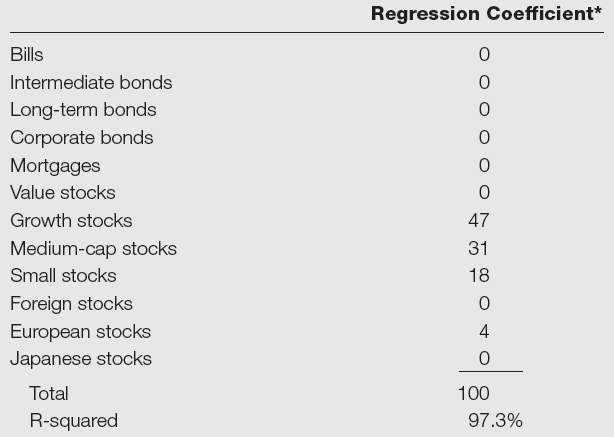 Regression Coefficient*
Bills 0
Intermediate bonds 0
Long-term bonds 0
Corporate bonds 0
Mortgages 0
Value stocks 0
Growth stocks 47
Medium-cap stocks 31
Small stocks 18
Foreign stocks 0
European stocks 4
Japanese stocks 0
Total 100
R-squared 97.3%